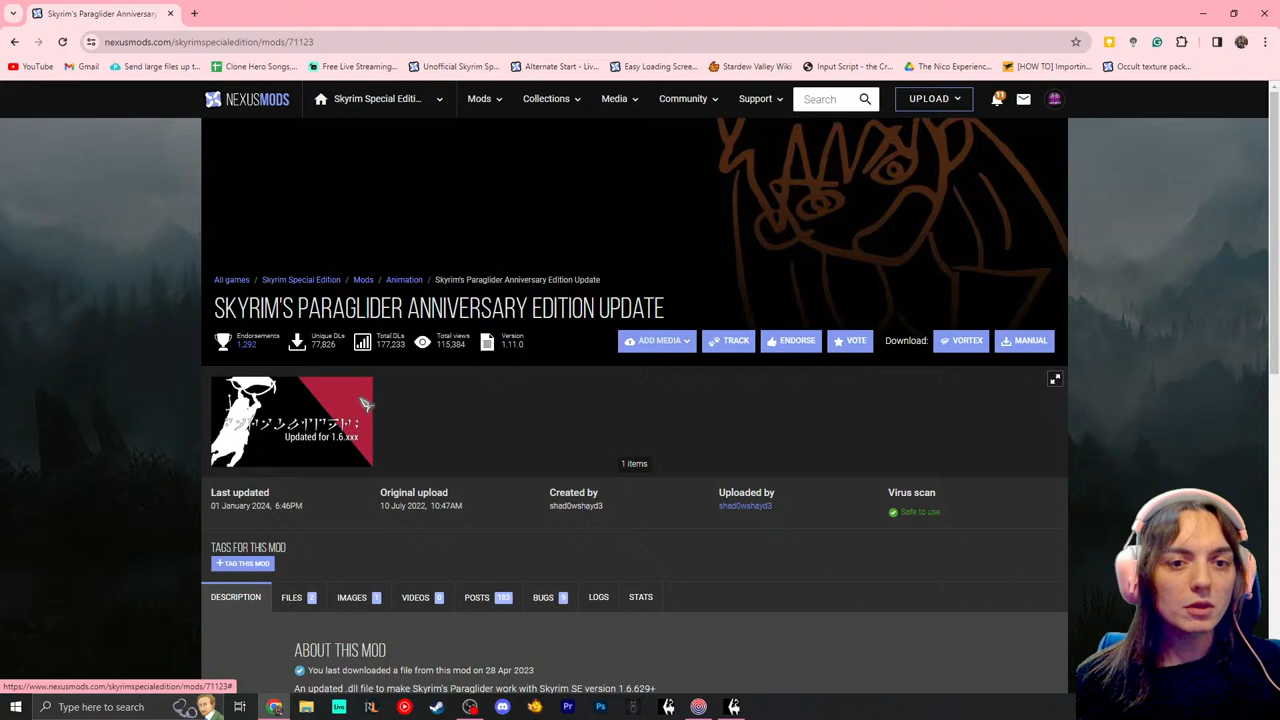 Skyrim's Paraglider Anniversary
nexusmods.com/skyrimspecialedition/mods/71123
YouTube
Gmail
Send large files up t...
Clone Hero Songs,...
Free Live Streaming...
Unofficial Skyrim Sp...
Alternate Start - Liv...
Easy Loading Scree...
Stardew Valley Wiki
Input Script - the Cr...
The Nico Experienc...
[HOW TO] Importin...
Occult texture pack...
NEXUSMODS
Skyrim Special Editi...
Mods
Collections
Media
Community
Support
Search
UPLOAD
11
All games / Skyrim Special Edition / Mods / Animation / Skyrim's Paraglider Anniversary Edition Update
SKYRIM'S PARAGLIDER ANNIVERSARY EDITION UPDATE
Endorsements
1,292
Unique DLs
77,826
Total DLs
177,233
Total views
115,384
Version
1.11.0
ADD MEDIA
TRACK
ENDORSE
VOTE
Download:
VORTEX
MANUAL
Updated for 1.6.xxx
1 items
Last updated
01 January 2024, 6:46PM
Original upload
10 July 2022, 10:47AM
Created by
shad0wshayd3
Uploaded by
shad0wshayd3
Virus scan
Safe to use
TAGS FOR THIS MOD
+TAG THIS MOD
DESCRIPTION
FILES 2
IMAGES 1
VIDEOS 0
POSTS 183
BUGS 9
LOGS
STATS
ABOUT THIS MOD
You last downloaded a file from this mod on 28 Apr 2023
An updated .dll file to make Skyrim's Paraglider work with Skyrim SE version 1.6.629+
https://www.nexusmods.com/skyrimspecialedition/mods/71123#
Type here to search
Live
Pr
Ps